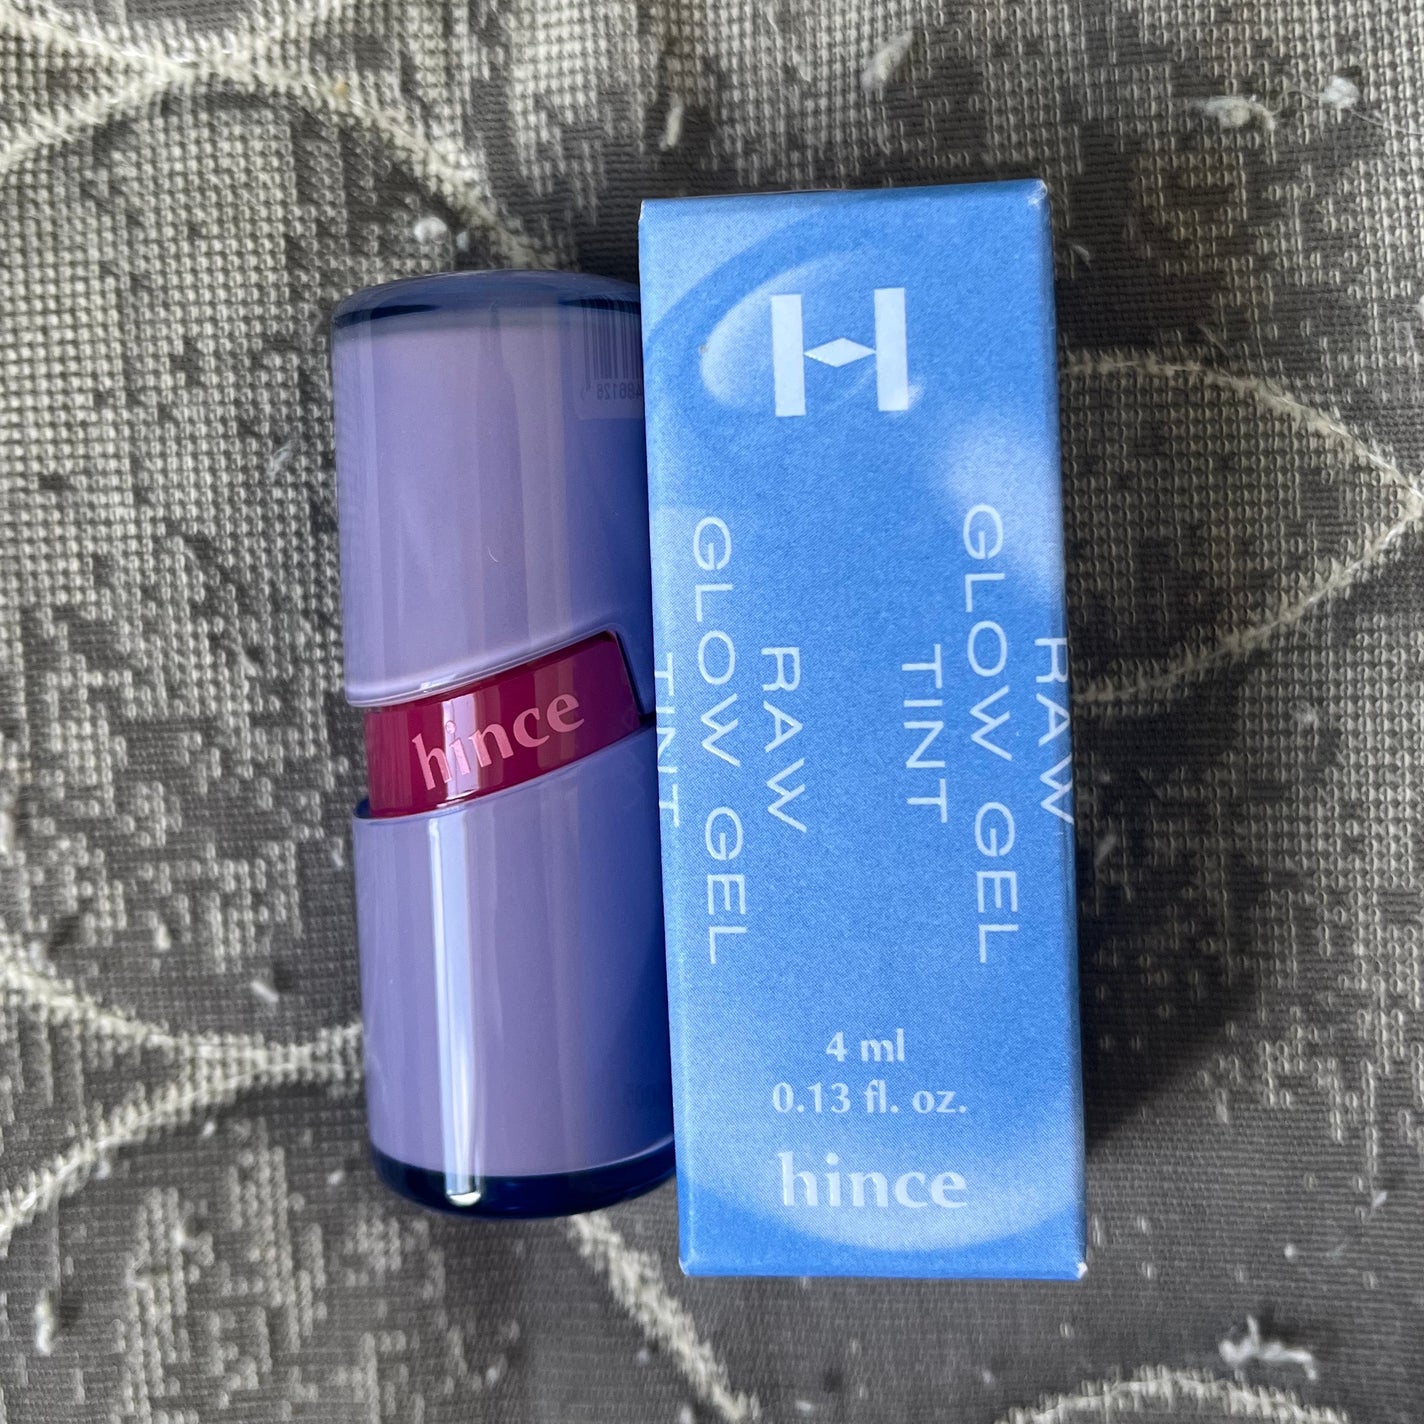 hince
H
RAW
GLOW GEL
TINT
RAW
GLOW GEL
TINT
4 ml
0.13 fl. oz.
hince